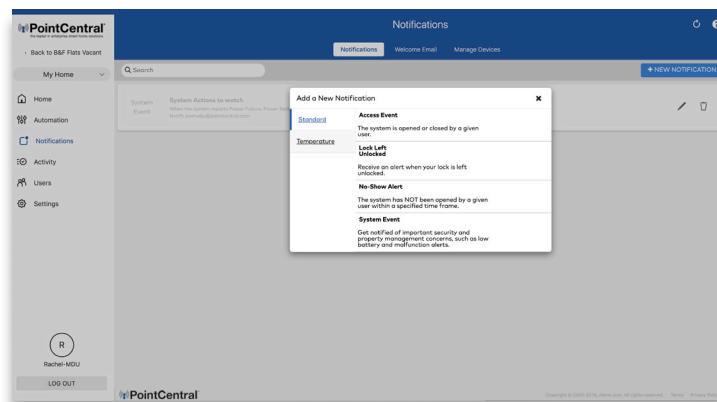 PointCentral
Back to B&F Flats Vacant
My Home
Home
Automation
Notifications
Activity
Users
Settings
R
Rachel-MDU
LOG OUT
Notifications
Notifications
Welcome Email
Manage Devices
Search
+ NEW NOTIFICATION
System
Event
System Actions to watch
Add a New Notification
Standard
Temperature
Access Event
The system is opened or closed by a given
user.
Lock Left
Unlocked
Receive an alert when your lock is left
unlocked.
No-Show Alert
The system has NOT been opened by a given
user within a specified time frame.
System Event
Get notified of important security and
property management concerns, such as low
battery and malfunction alerts.
PointCentral